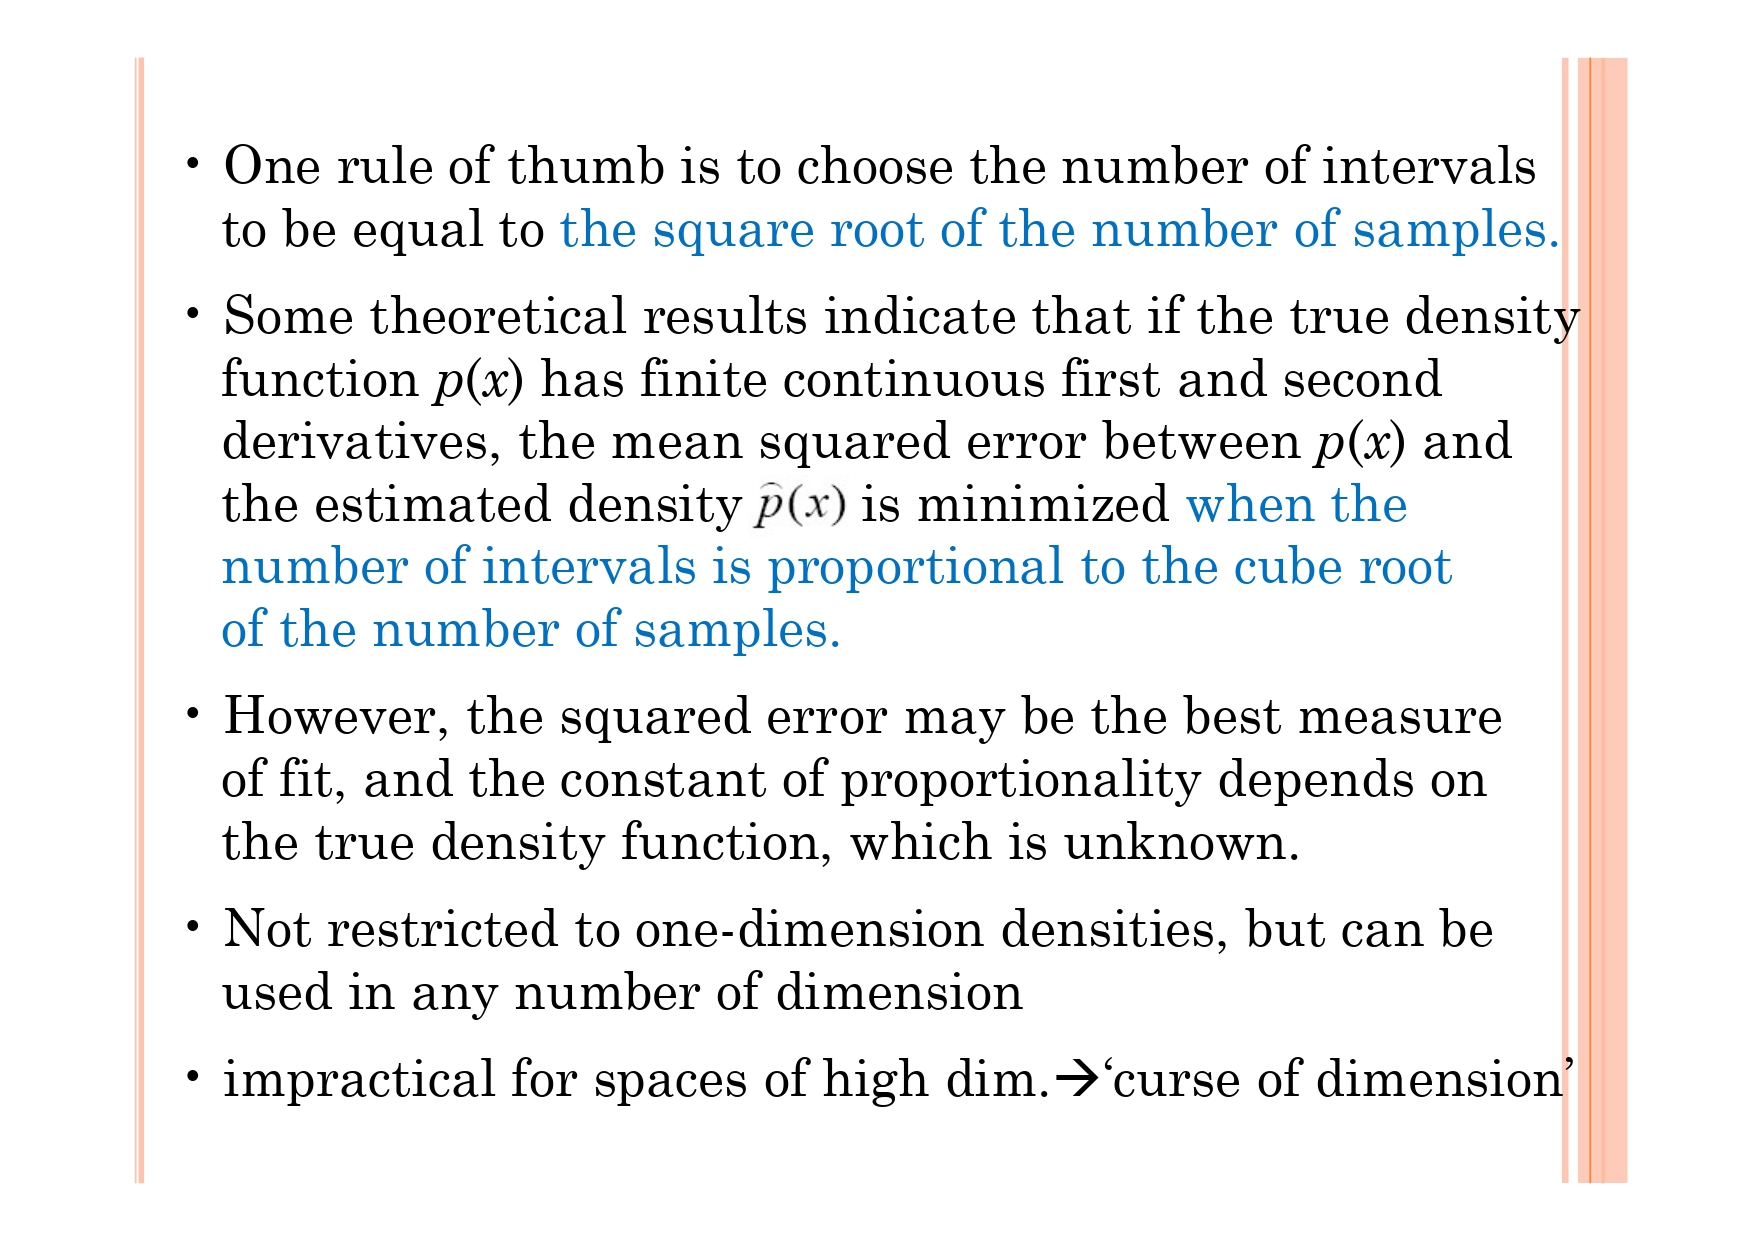 • One rule of thumb is to choose the number of intervals
to be equal to the square root of the number of samples.
• Some theoretical results indicate that if the true density
function p(x) has finite continuous first and second
derivatives, the mean squared error between p(x) and
the estimated density p̂(x) is minimized when the
number of intervals is proportional to the cube root
of the number of samples.
• However, the squared error may be the best measure
of fit, and the constant of proportionality depends on
the true density function, which is unknown.
• Not restricted to one-dimension densities, but can be
used in any number of dimension
• impractical for spaces of high dim.→‘curse of dimension’